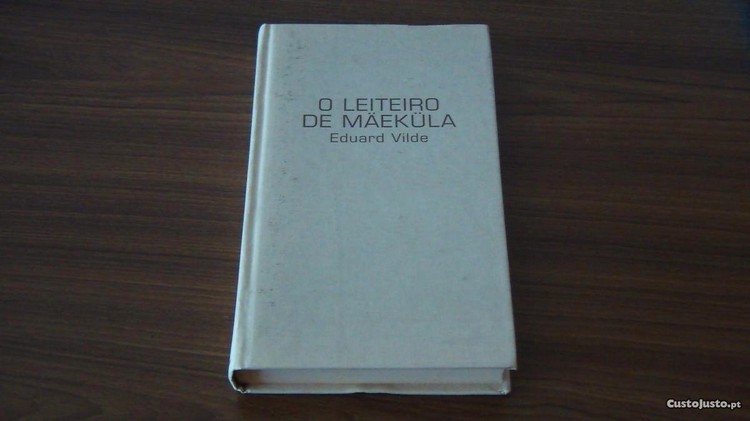 O LEITEIRO
DE MÄEKÜLA
Eduard Vilde
CustoJusto.pt